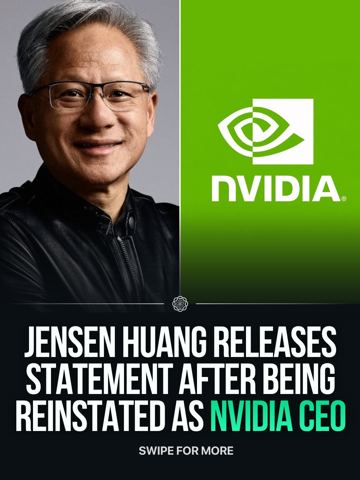 NVIDIA®
JENSEN HUANG RELEASES
STATEMENT AFTER BEING
REINSTATED AS NVIDIA CEO
SWIPE FOR MORE